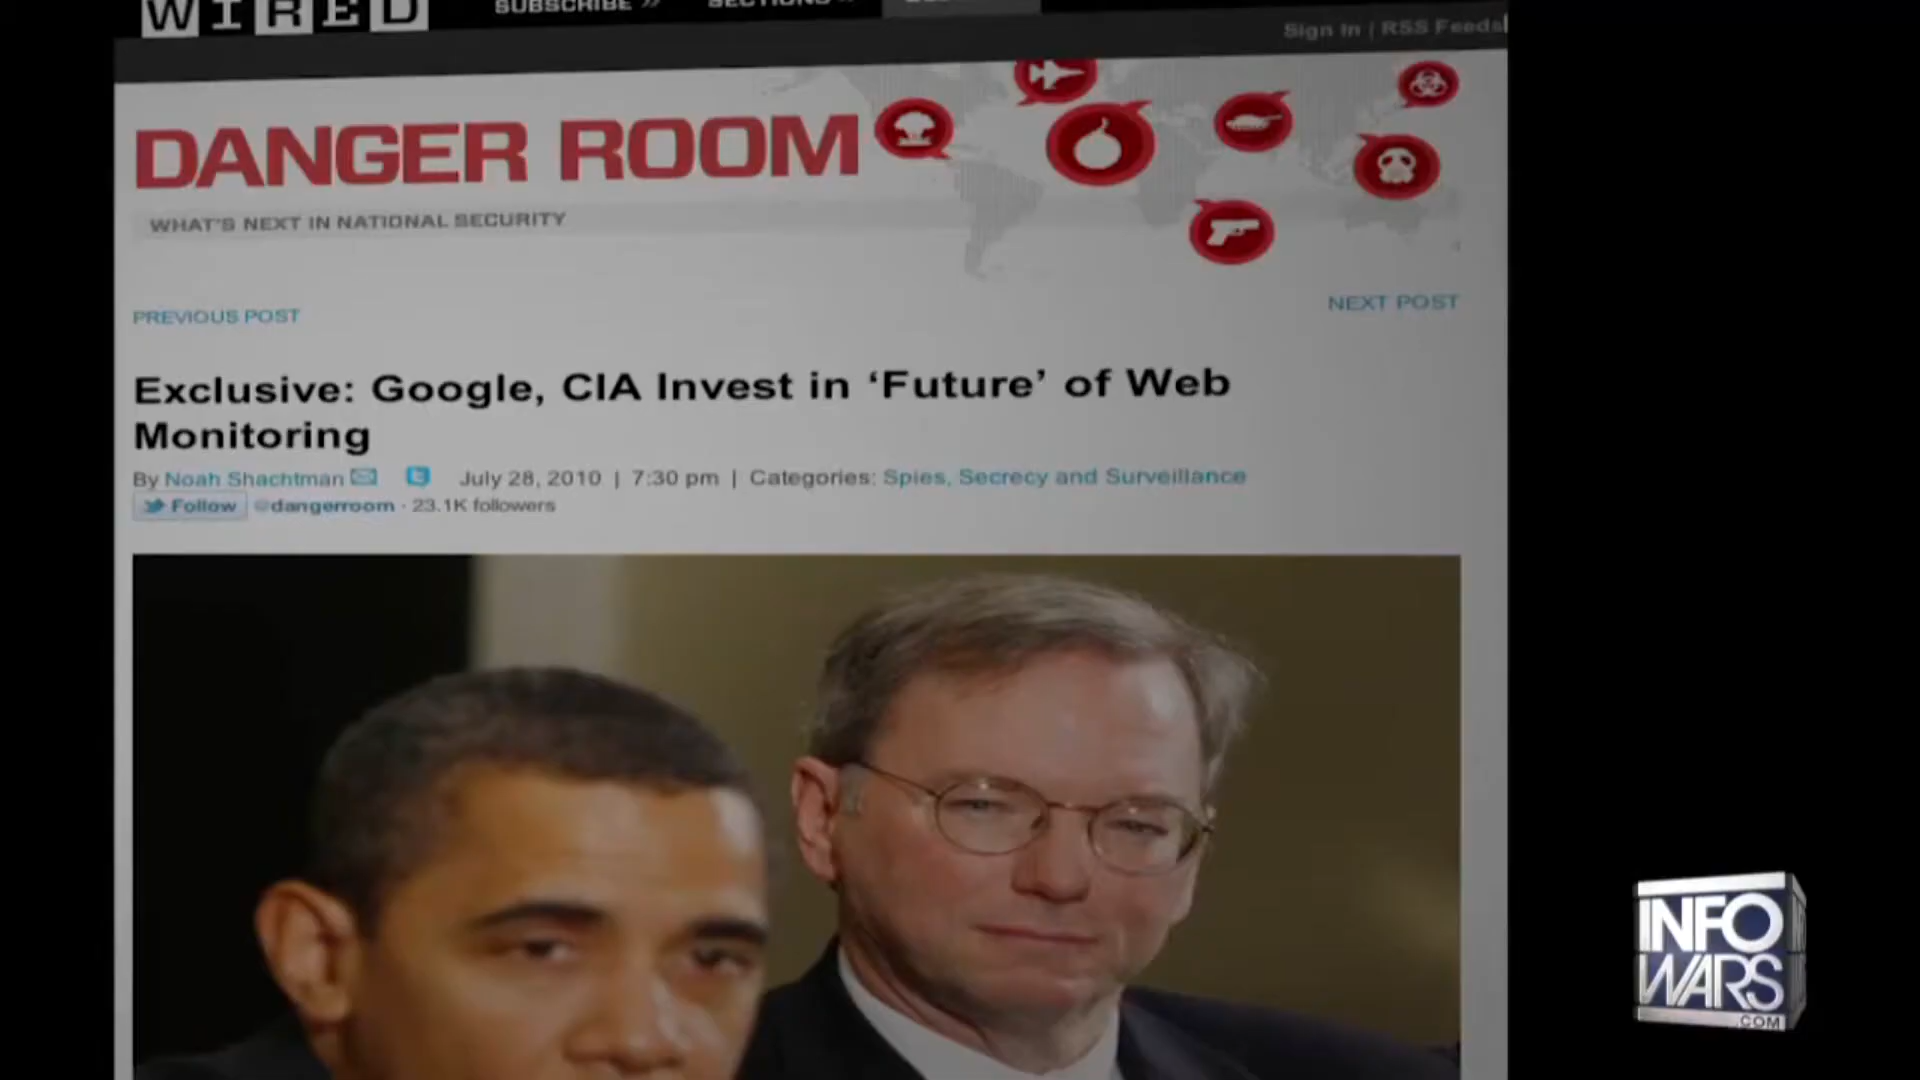 WIRED
SUBSCRIBE >>
SECTIONS >>
Sign In | RSS Feeds
DANGER ROOM
WHAT'S NEXT IN NATIONAL SECURITY
PREVIOUS POST
NEXT POST
Exclusive: Google, CIA Invest in ‘Future’ of Web
Monitoring
By Noah Shachtman July 28, 2010 | 7:30 pm | Categories: Spies, Secrecy and Surveillance
Follow @dangerroom · 23.1K followers
INFO
WARS
.COM